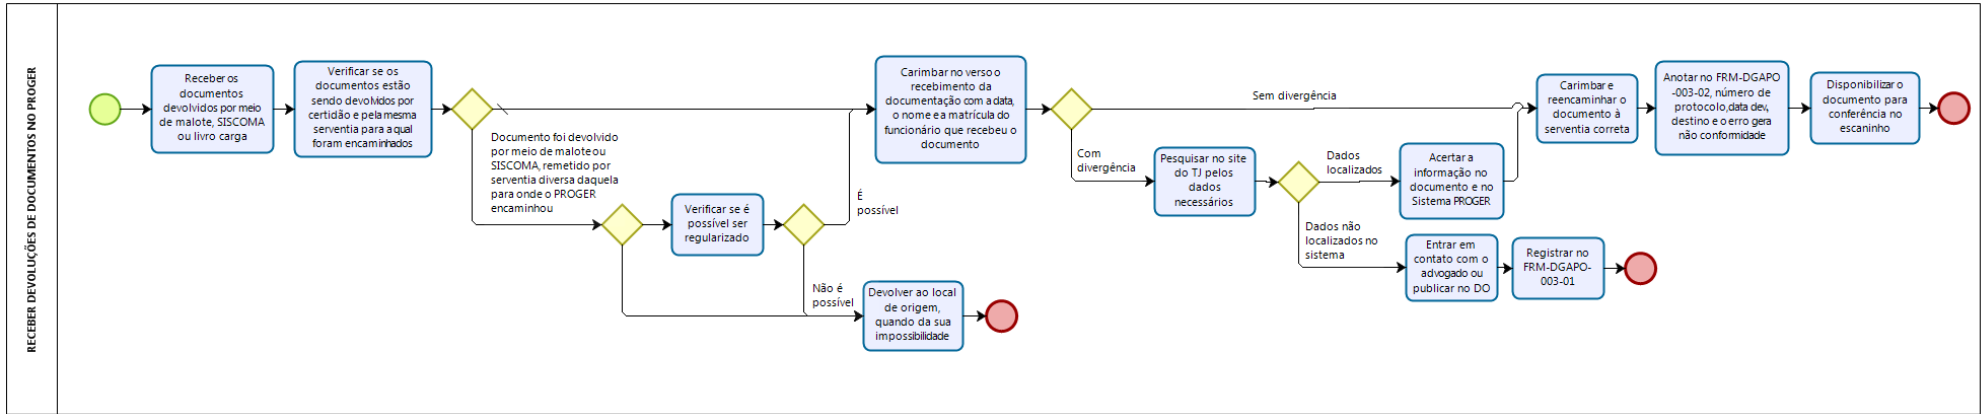 RECEBER DEVOLUÇÕES DE DOCUMENTOS NO PROGER
Receber os
documentos
devolvidos por meio
de malote, SISCOMA
ou livro carga
Verificar se os
documentos estão
sendo devolvidos por
certidão e pela mesma
serventia para a qual
foram encaminhados
Documento foi devolvido
por meio de malote ou
SISCOMA, remetido por
serventia diversa daquela
para onde o PROGER
encaminhou
Verificar se é
possível ser
regularizado
É
possível
Não é
possível
Devolver ao local
de origem,
quando da sua
impossibilidade
Carimbar no verso o
recebimento da
documentação com a data,
o nome e a matrícula do
funcionário que recebeu o
documento
Sem divergência
Com
divergência
Pesquisar no site
do TJ pelos
dados
necessários
Dados
localizados
Acertar a
informação no
documento e no
Sistema PROGER
Dados não
localizados no
sistema
Entrar em
contato com o
advogado ou
publicar no DO
Registrar no
FRM-DGAPO-
003-01
Carimbar e
reencaminhar o
documento à
serventia correta
Anotar no FRM-DGAPO
-003-02, número de
protocolo,data dev,
destino e o erro gera
não conformidade
Disponibilizar o
documento para
conferência no
escaninho